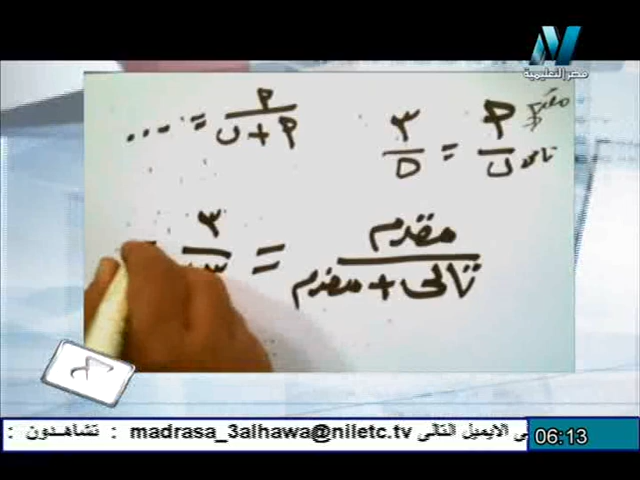 مصر التعليمية
م / ب = ٣ / ٥
م / م + ب = ....
مقدم
تالى
مقدم / تالى + مقدم = ٣
ى الايميل التالى madrasa_3alhawa@niletc.tv : تشاهدون :
06:13